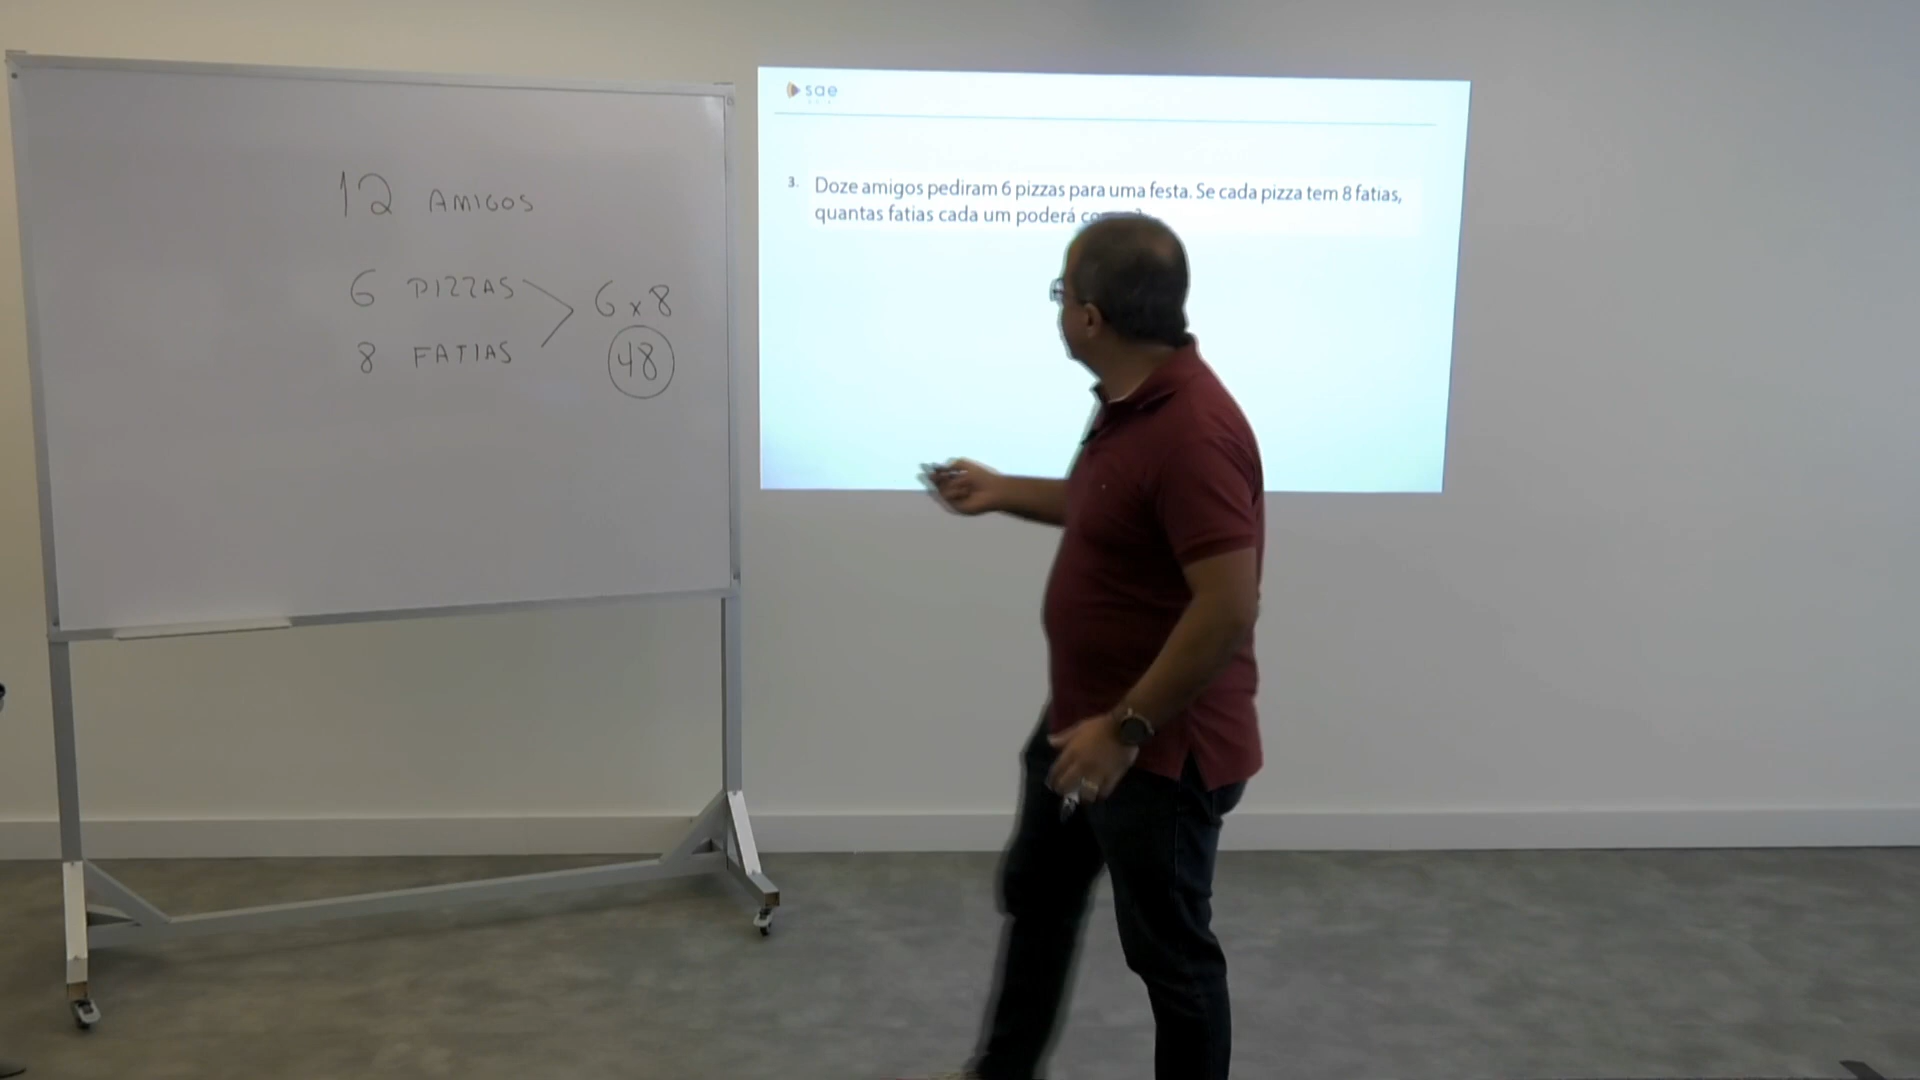 12 AMIGOS
6 PIZZAS
8 FATIAS
6 x 8
48
sae
3. Doze amigos pediram 6 pizzas para uma festa. Se cada pizza tem 8 fatias,
quantas fatias cada um poderá